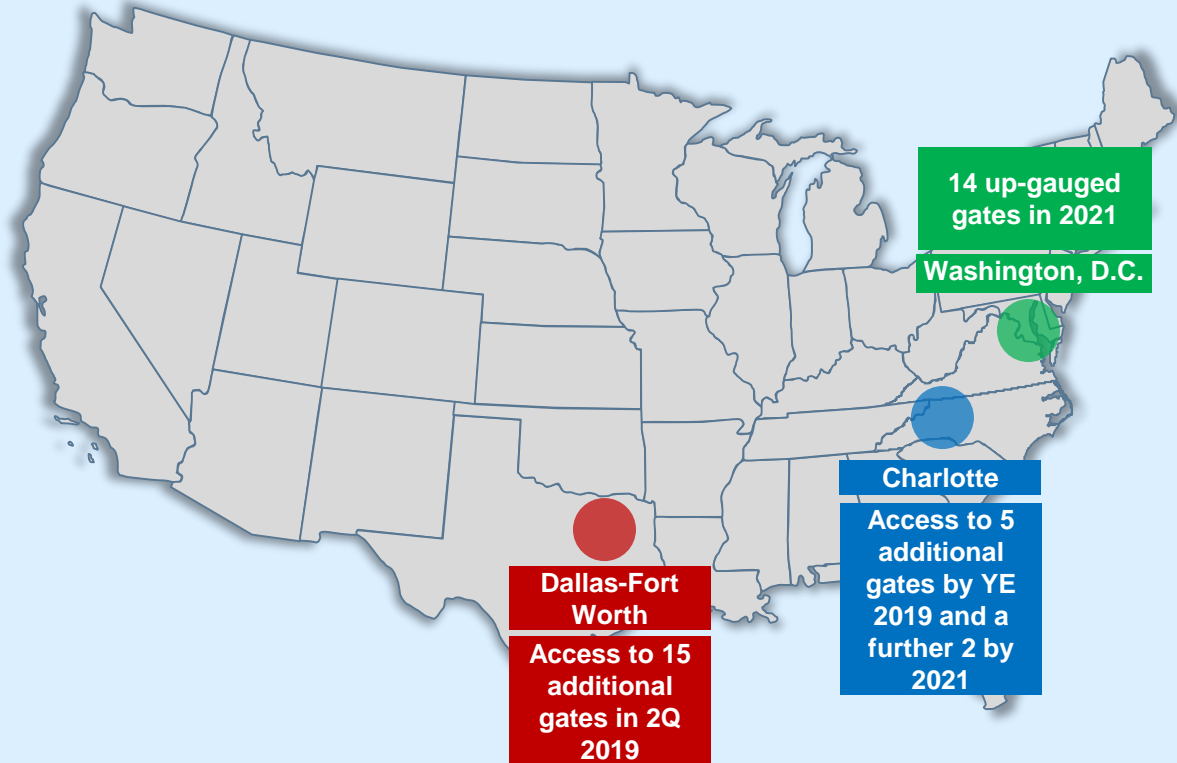 14 up-gauged
gates in 2021
Washington, D.C.
Charlotte
Access to 5
additional
gates by YE
2019 and a
further 2 by
2021
Dallas-Fort
Worth
Access to 15
additional
gates in 2Q
2019